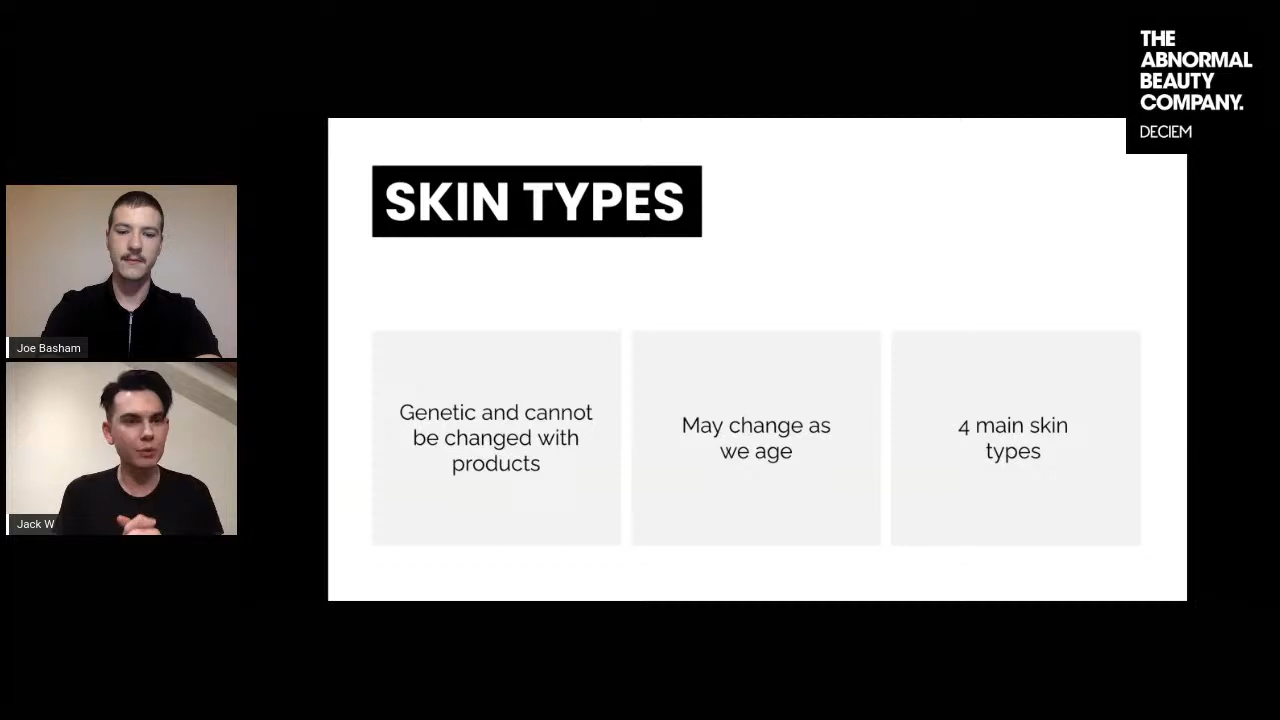 THE
ABNORMAL
BEAUTY
COMPANY.
DECIEM
SKIN TYPES
Genetic and cannot
be changed with
products
May change as
we age
4 main skin
types
Joe Basham
Jack W